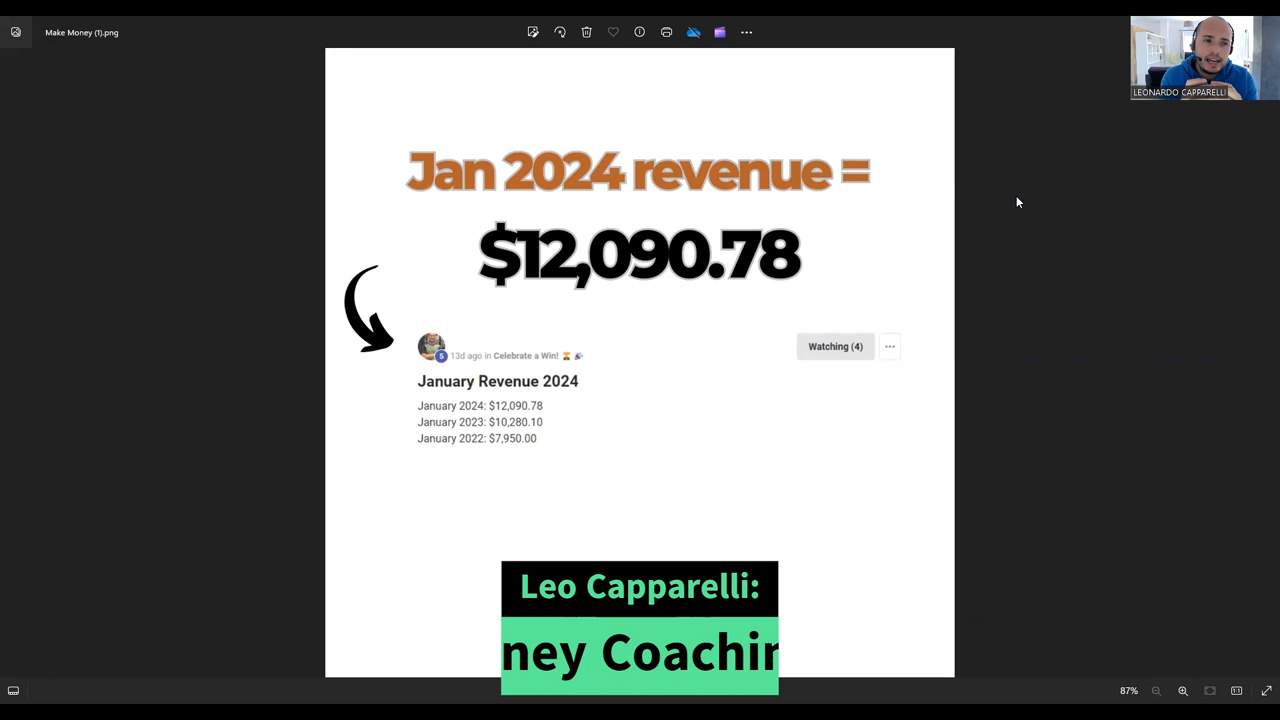 Make Money (1).png
LEONARDO CAPPARELLI
Jan 2024 revenue =
$12,090.78
5
13d ago in Celebrate a Win!
Watching (4)
January Revenue 2024
January 2024: $12,090.78
January 2023: $10,280.10
January 2022: $7,950.00
Leo Capparelli:
ney Coachin
87%